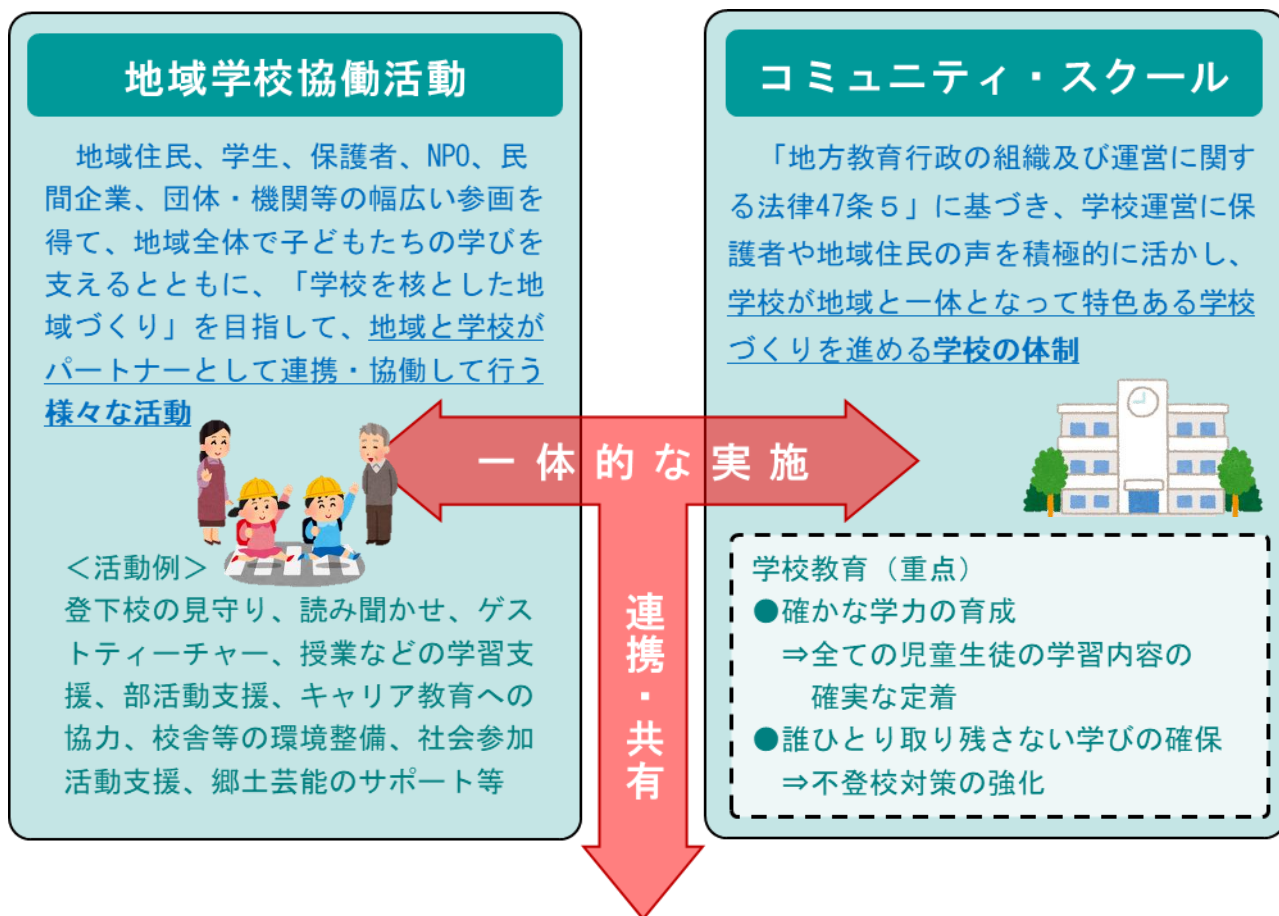 地域学校協働活動
地域住民、学生、保護者、NPO、民
間企業、団体・機関等の幅広い参画を
得て、地域全体で子どもたちの学びを
支えるとともに、「学校を核とした地
域づくり」を目指して、地域と学校が
パートナーとして連携・協働して行う
様々な活動
＜活動例＞
登下校の見守り、読み聞かせ、ゲス
トティーチャー、授業などの学習支
援、部活動支援、キャリア教育への
協力、校舎等の環境整備、社会参加
活動支援、郷土芸能のサポート等
一体的な実施
連携・共有
コミュニティ・スクール
「地方教育行政の組織及び運営に関す
る法律47条５」に基づき、学校運営に保
護者や地域住民の声を積極的に活かし、
学校が地域と一体となって特色ある学校
づくりを進める学校の体制
学校教育（重点）
●確かな学力の育成
⇒全ての児童生徒の学習内容の
確実な定着
●誰ひとり取り残さない学びの確保
⇒不登校対策の強化